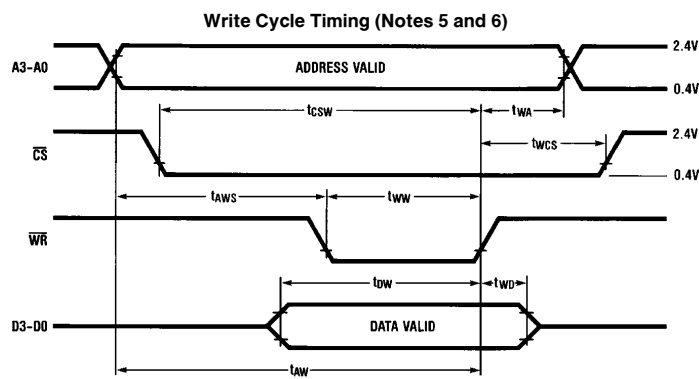 Write Cycle Timing (Notes 5 and 6)
A3-A0
ADDRESS VALID
2.4V
0.4V
tCSW
tWA
CS
tWCS
2.4V
0.4V
tAWS
tWW
WR
tDW
tWD
D3-D0
DATA VALID
tAW